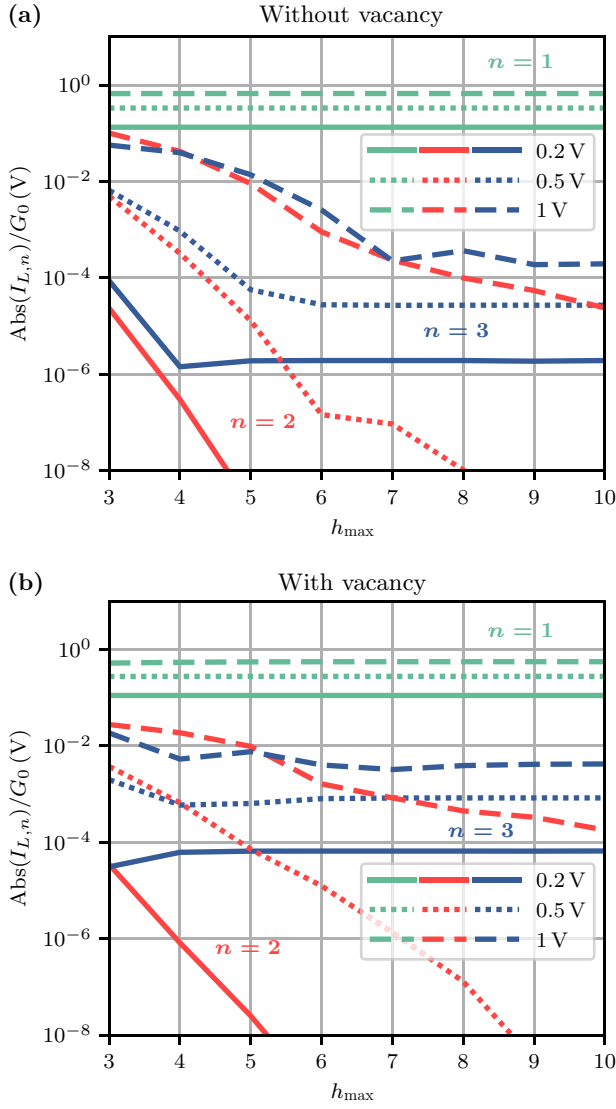 (a) Without vacancy
Abs(I_{L,n})/G_0 (V)
10^0
10^{-2}
10^{-4}
10^{-6}
10^{-8}
n = 1
0.2 V
0.5 V
1 V
n = 3
n = 2
3 4 5 6 7 8 9 10
h_max
(b) With vacancy
Abs(I_{L,n})/G_0 (V)
10^0
10^{-2}
10^{-4}
10^{-6}
10^{-8}
n = 1
n = 3
0.2 V
0.5 V
1 V
n = 2
3 4 5 6 7 8 9 10
h_max